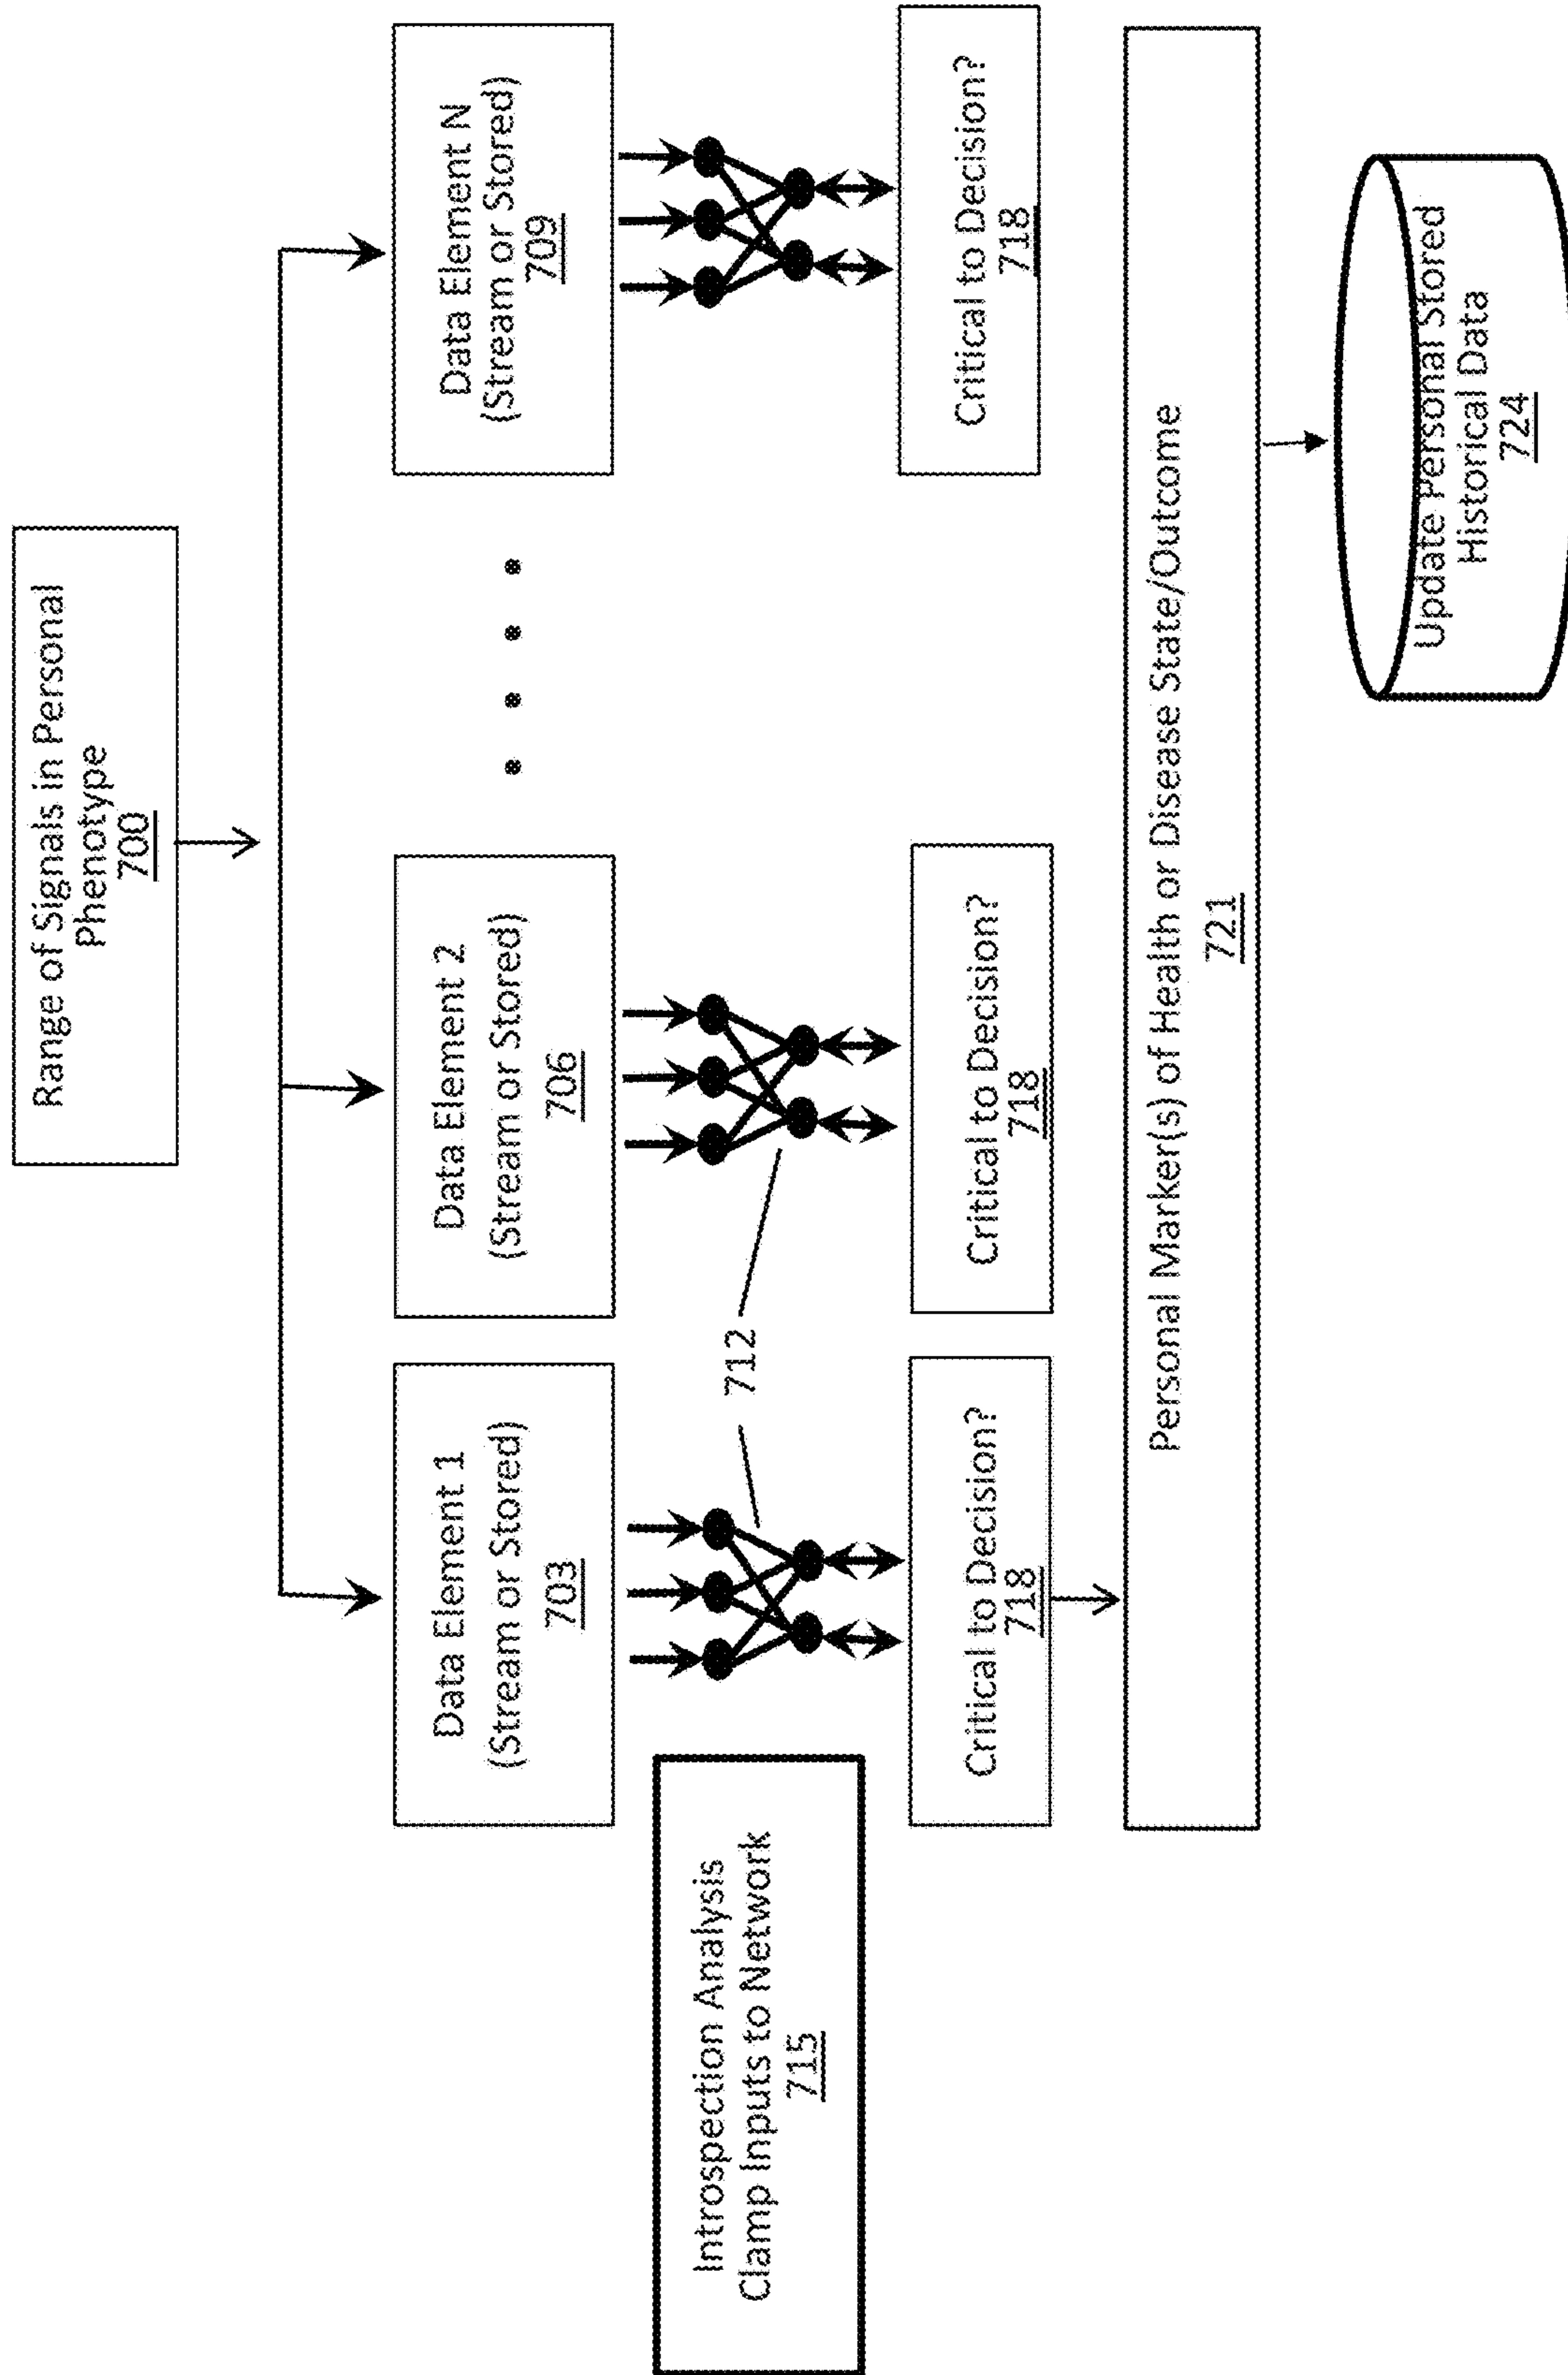 Range of Signals in Personal
Phenotype
700
Data Element 1
(Stream or Stored)
703
Data Element 2
(Stream or Stored)
706
Data Element N
(Stream or Stored)
709
712
Introspection Analysis
Clamp Inputs to Network
715
Critical to Decision?
718
Critical to Decision?
718
Critical to Decision?
718
Personal Marker(s) of Health or Disease State/Outcome
721
Update Personal Stored
Historical Data
724